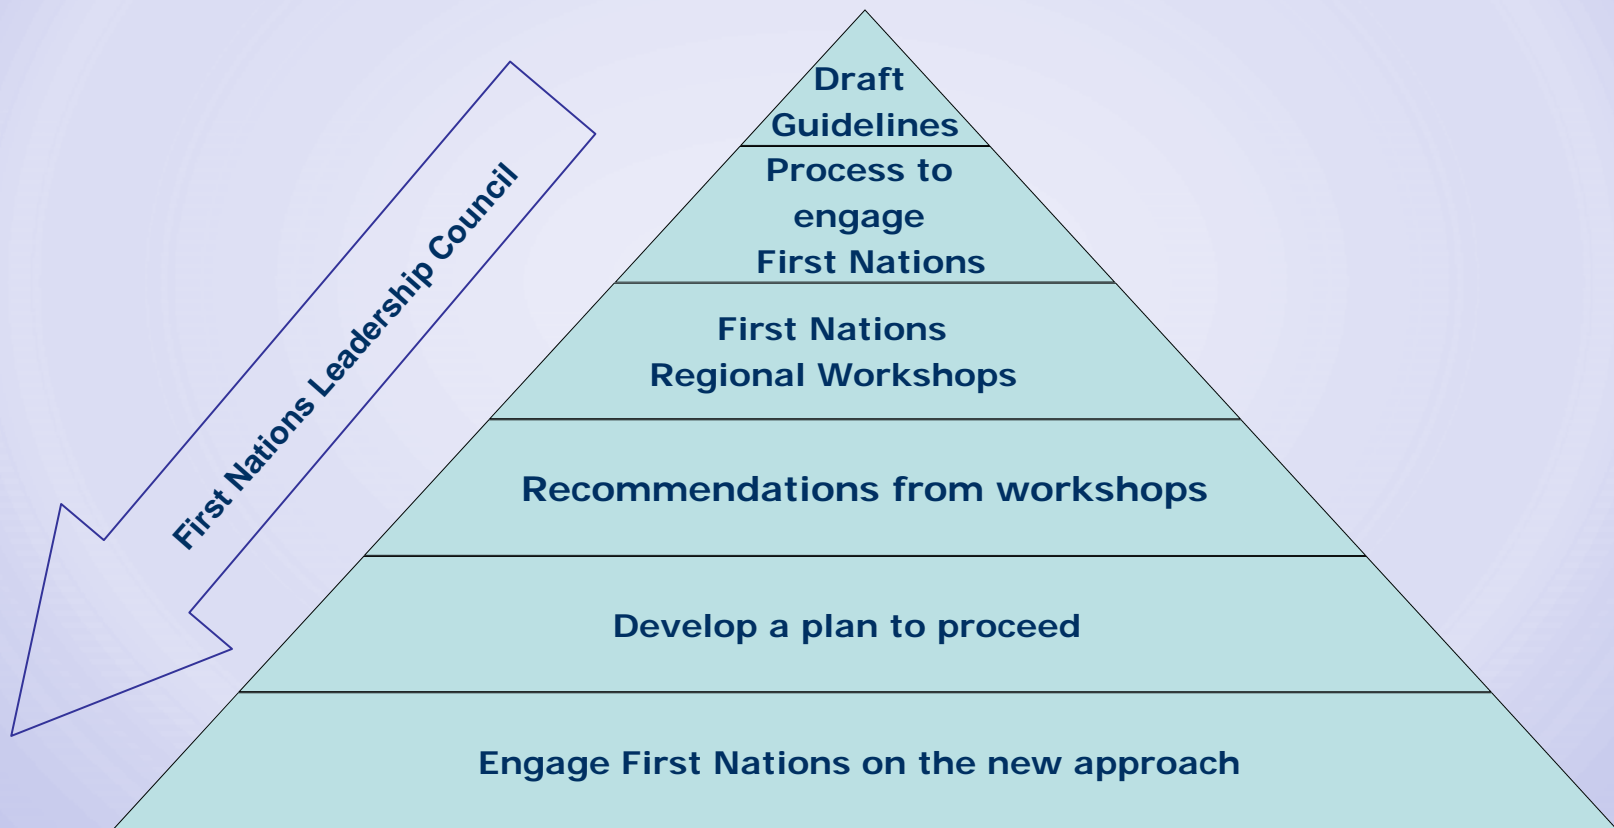 Draft
Guidelines
Process to
engage
First Nations
First Nations
Regional Workshops
Recommendations from workshops
Develop a plan to proceed
Engage First Nations on the new approach
First Nations Leadership Council